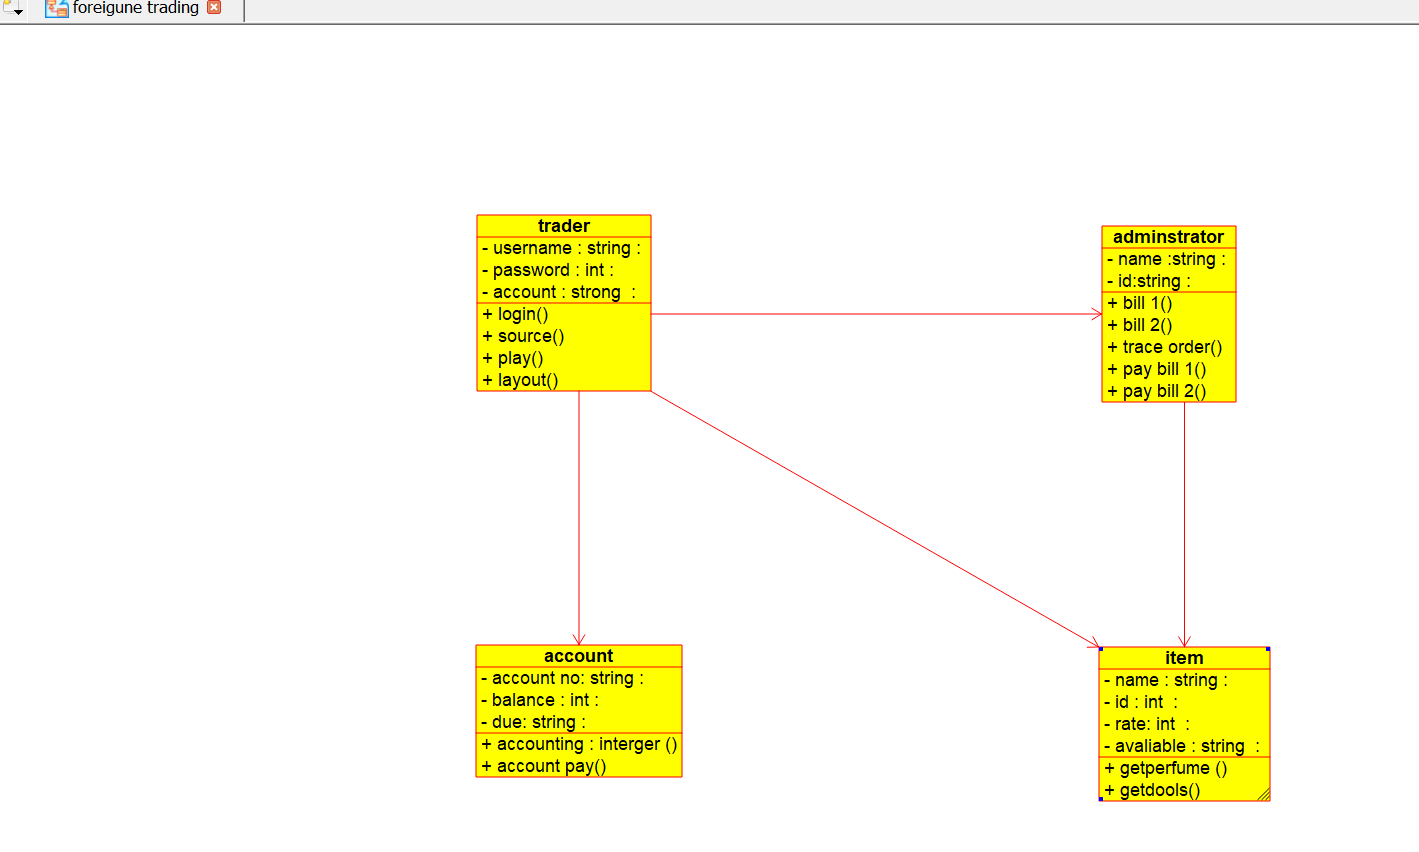 foreigune trading
trader
- username : string :
- password : int :
- account : strong  :
+ login()
+ source()
+ play()
+ layout()
adminstrator
- name :string :
- id:string :
+ bill 1()
+ bill 2()
+ trace order()
+ pay bill 1()
+ pay bill 2()
account
- account no: string :
- balance : int :
- due: string :
+ accounting : interger ()
+ account pay()
item
- name : string :
- id : int  :
- rate: int  :
- avaliable : string  :
+ getperfume ()
+ getdools()